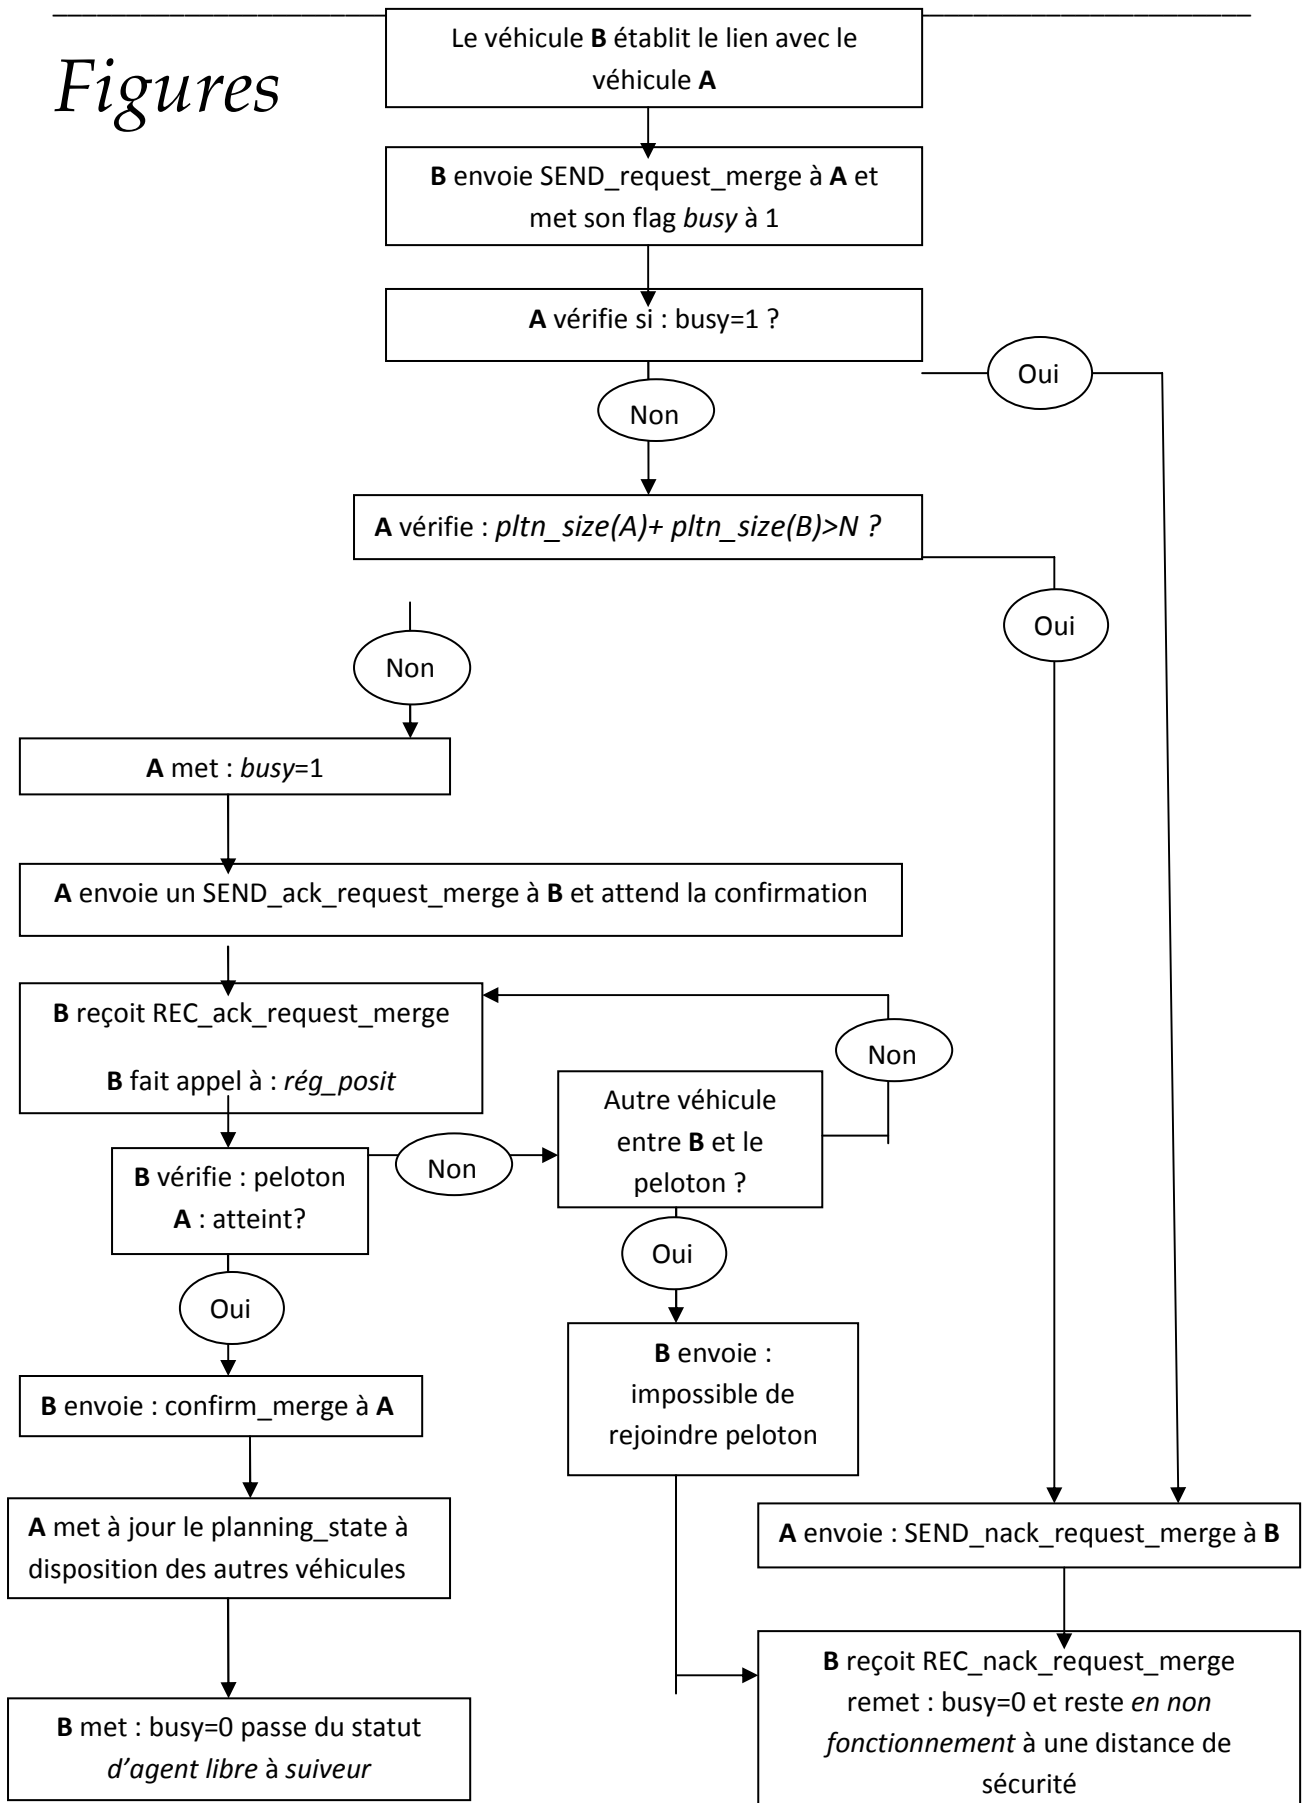 Figures
Le véhicule B établit le lien avec le
véhicule A
B envoie SEND_request_merge à A et
met son flag busy à 1
A vérifie si : busy=1 ?
Oui
Non
A vérifie : pltn_size(A)+ pltn_size(B)>N ?
Oui
Non
A met : busy=1
A envoie un SEND_ack_request_merge à B et attend la confirmation
B reçoit REC_ack_request_merge
B fait appel à : rég_posit
Non
Autre véhicule
entre B et le
peloton ?
B vérifie : peloton
A : atteint?
Non
Oui
Oui
B envoie :
impossible de
rejoindre peloton
B envoie : confirm_merge à A
A met à jour le planning_state à
disposition des autres véhicules
A envoie : SEND_nack_request_merge à B
B met : busy=0 passe du statut
d’agent libre à suiveur
B reçoit REC_nack_request_merge
remet : busy=0 et reste en non
fonctionnement à une distance de
sécurité